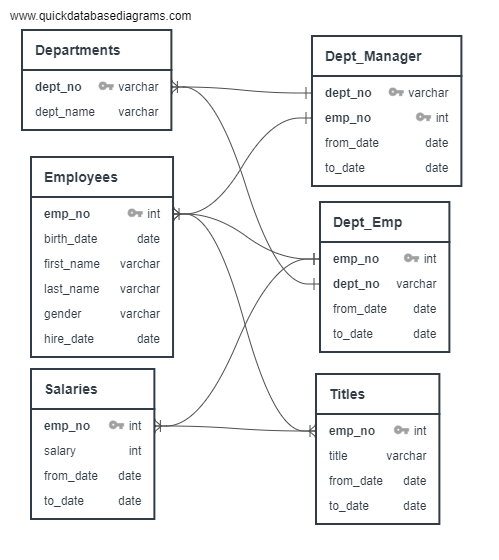 www.quickdatabasediagrams.com
Departments
dept_no varchar
dept_name varchar
Employees
emp_no int
birth_date date
first_name varchar
last_name varchar
gender varchar
hire_date date
Salaries
emp_no int
salary int
from_date date
to_date date
Dept_Manager
dept_no varchar
emp_no int
from_date date
to_date date
Dept_Emp
emp_no int
dept_no varchar
from_date date
to_date date
Titles
emp_no int
title varchar
from_date date
to_date date